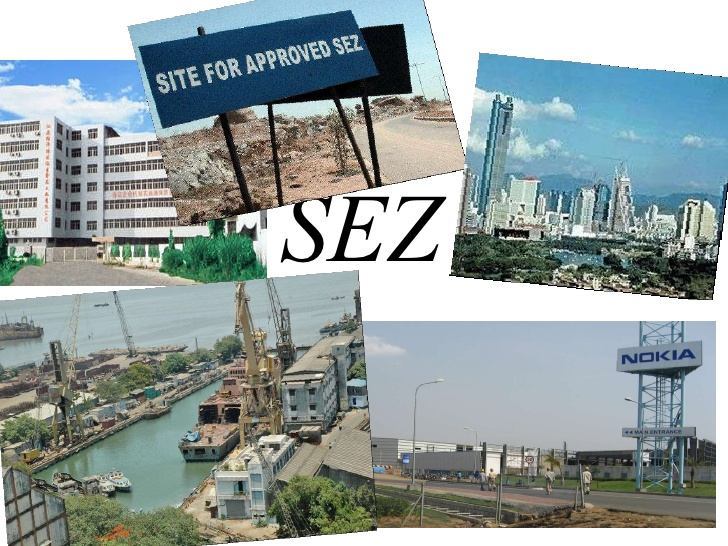 SITE FOR APPROVED SEZ
SEZ
NOKIA
MAIN ENTRANCE